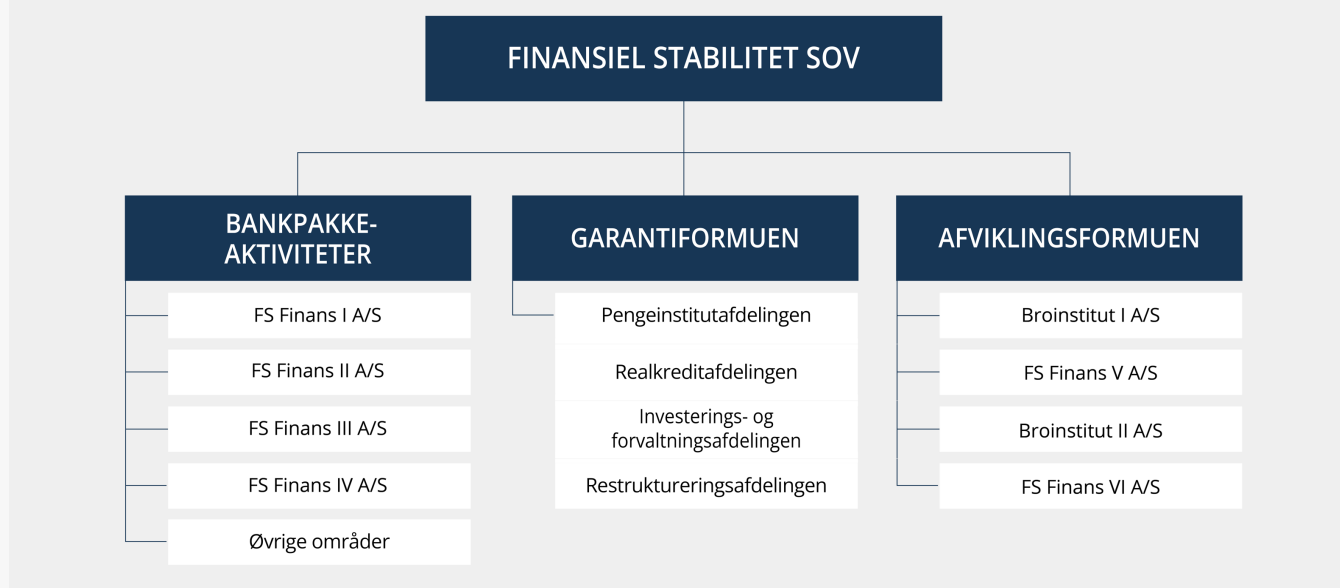 FINANSIEL STABILITET SOV
BANKPAKKE-
AKTIVITETER
FS Finans I A/S
FS Finans II A/S
FS Finans III A/S
FS Finans IV A/S
Øvrige områder
GARANTIFORMUEN
Pengeinstitutafdelingen
Realkreditafdelingen
Investerings- og
forvaltningsafdelingen
Restruktureringsafdelingen
AFVIKLINGSFORMUEN
Broinstitut I A/S
FS Finans V A/S
Broinstitut II A/S
FS Finans VI A/S